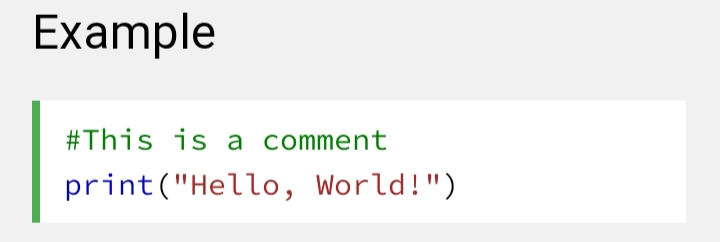 Example
#This is a comment
print("Hello, World!")